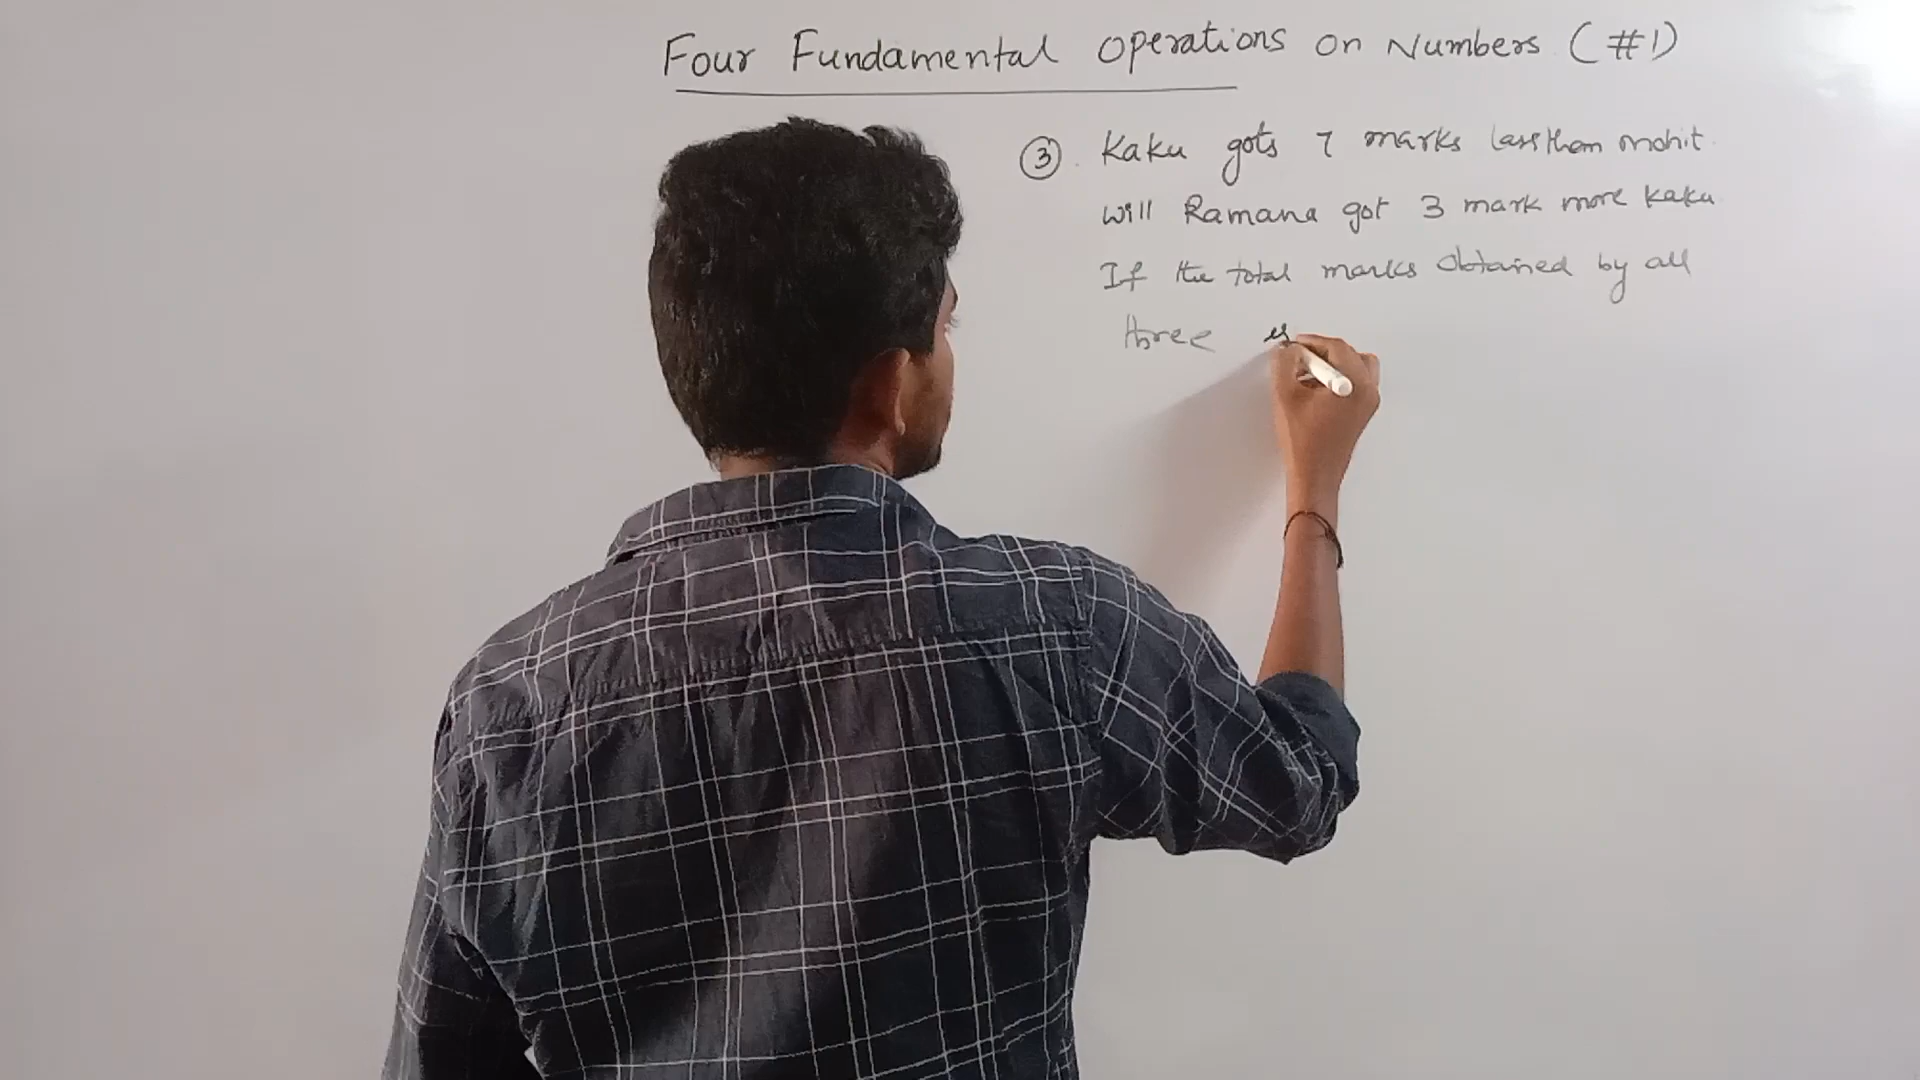 Four Fundamental Operations on Numbers (#1)
③. Kaku gots 7 marks lessthan mohit.
will Ramana got 3 mark more kaku.
If the total marks obtained by all
three is